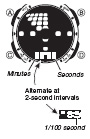 A B
C D
Minutes Seconds
Alternate at
2-second intervals
1/100 second